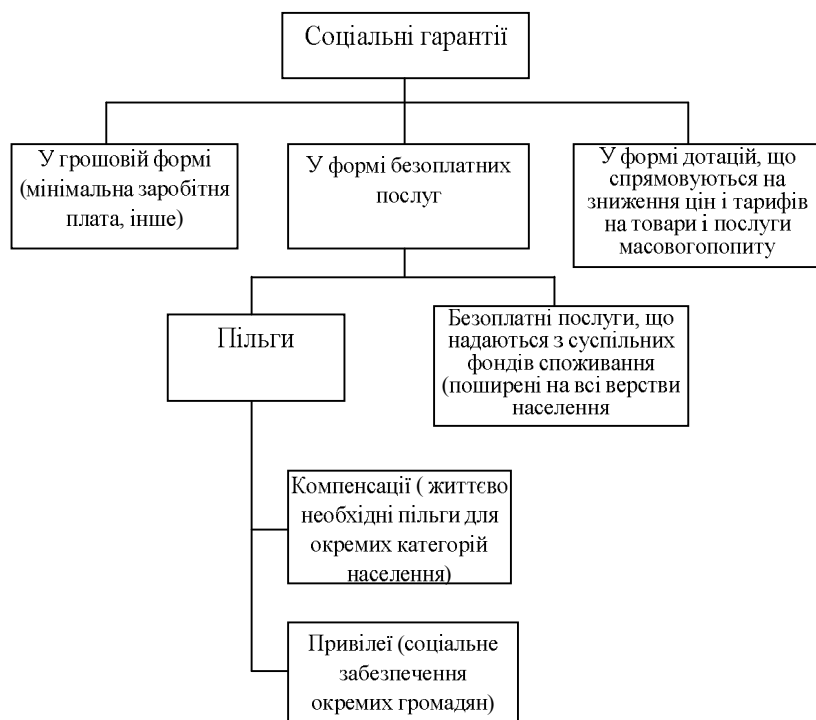 Соціальні гарантії
У грошовій формі
(мінімальна заробітня
плата, інше)
У формі безоплатних
послуг
У формі дотацій, що
спрямовуються на
зниження цін і тарифів
на товари і послуги
масовогопопиту
Пільги
Безоплатні послуги, що
надаються з суспільних
фондів споживання
(поширені на всі верстви
населення
Компенсації ( життєво
необхідні пільги для
окремих категорій
населення)
Привілеї (соціальне
забезпечення
окремих громадян)